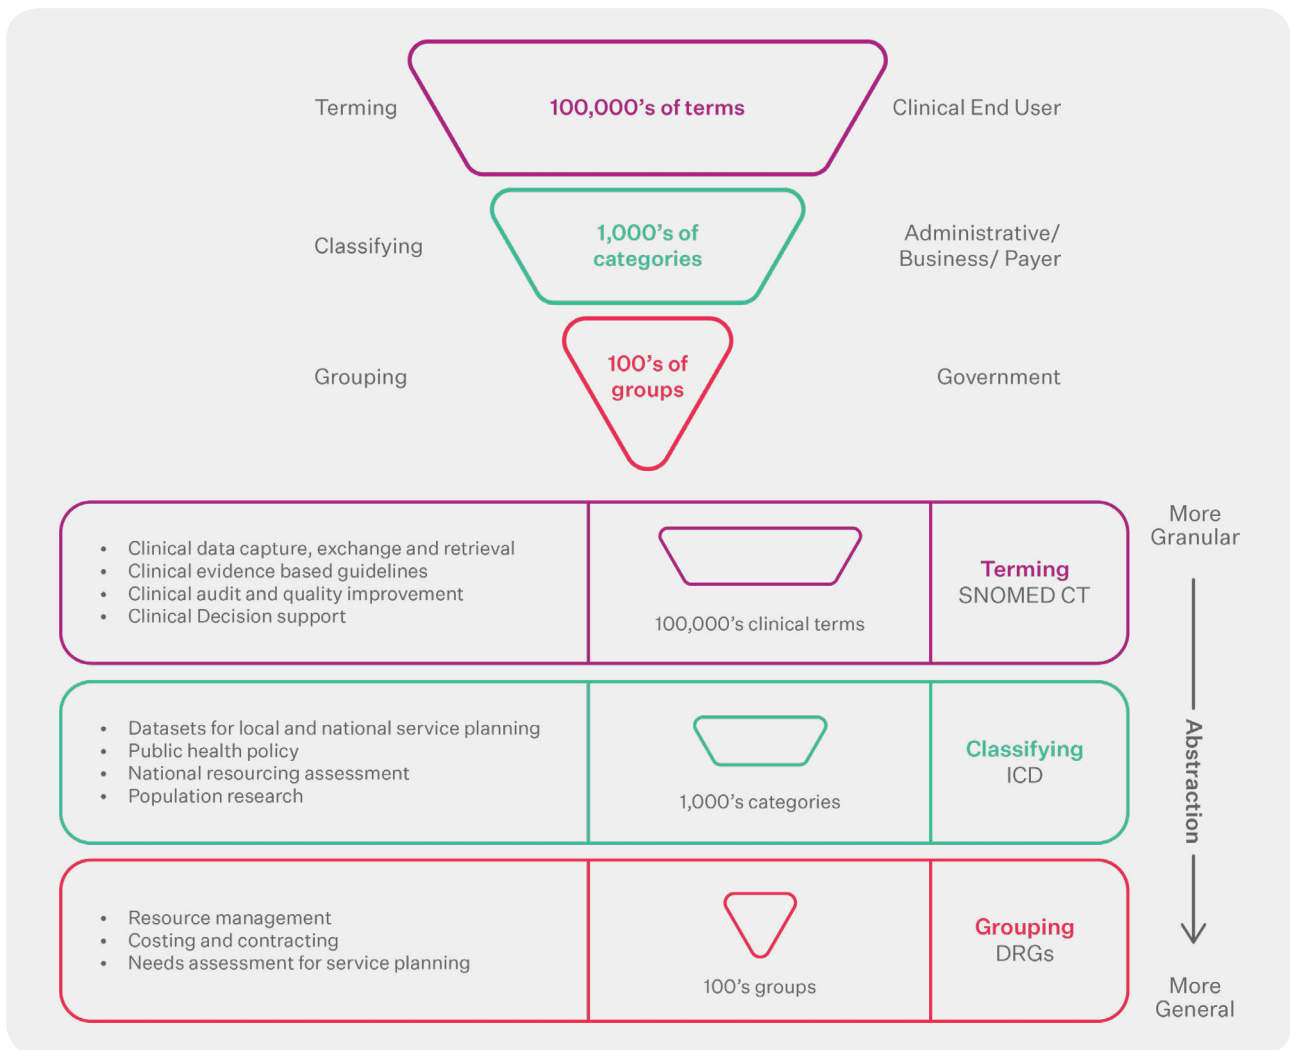 Terming
100,000’s of terms
Clinical End User
Classifying
1,000’s of
categories
Administrative/
Business/ Payer
Grouping
100’s of
groups
Government
• Clinical data capture, exchange and retrieval
• Clinical evidence based guidelines
• Clinical audit and quality improvement
• Clinical Decision support
100,000’s clinical terms
Terming
SNOMED CT
More
Granular
• Datasets for local and national service planning
• Public health policy
• National resourcing assessment
• Population research
1,000’s categories
Classifying
ICD
Abstraction
• Resource management
• Costing and contracting
• Needs assessment for service planning
100’s groups
Grouping
DRGs
More
General